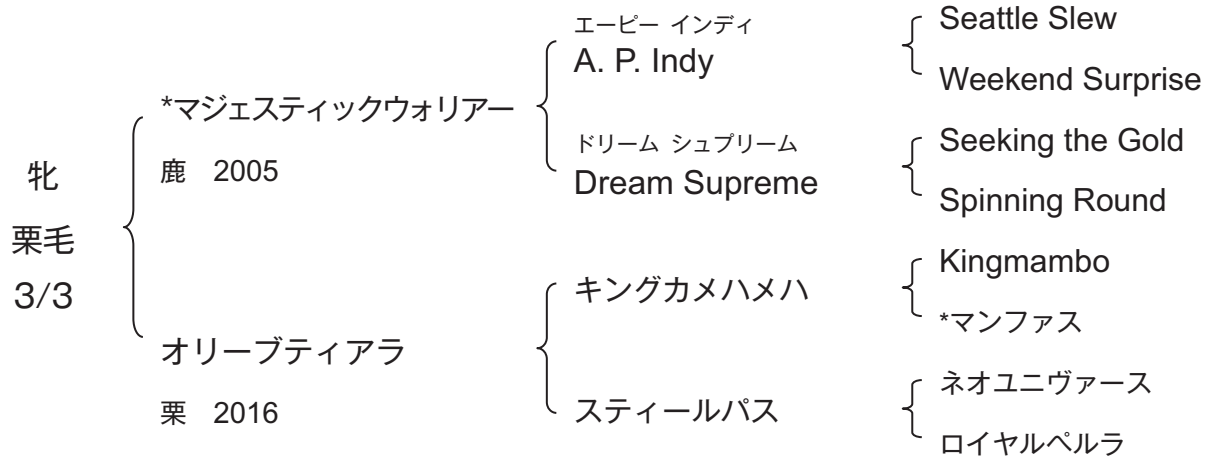 牝
栗毛
3/3
*マジェスティックウォリアー
鹿 2005
オリーブティアラ
栗 2016
エーピー インディ
A. P. Indy
ドリーム シュプリーム
Dream Supreme
キングカメハメハ
スティールパス
Seattle Slew
Weekend Surprise
Seeking the Gold
Spinning Round
Kingmambo
*マンファス
ネオユニヴァース
ロイヤルペルラ